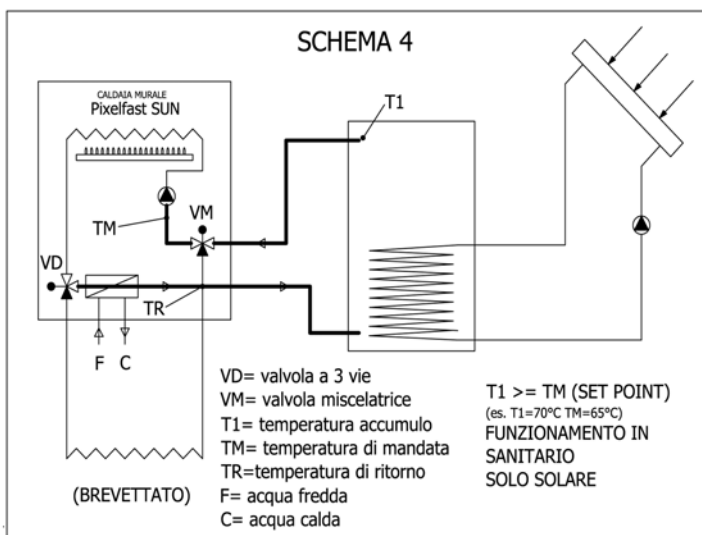 SCHEMA 4
CALDAIA MURALE
Pixelfast SUN
T1
VM
TM
VD
TR
F C
VD= valvola a 3 vie
VM= valvola miscelatrice
T1= temperatura accumulo
TM= temperatura di mandata
TR=temperatura di ritorno
F= acqua fredda
C= acqua calda
(BREVETTATO)
T1 >= TM (SET POINT)
(es. T1=70°C TM=65°C)
FUNZIONAMENTO IN
SANITARIO
SOLO SOLARE